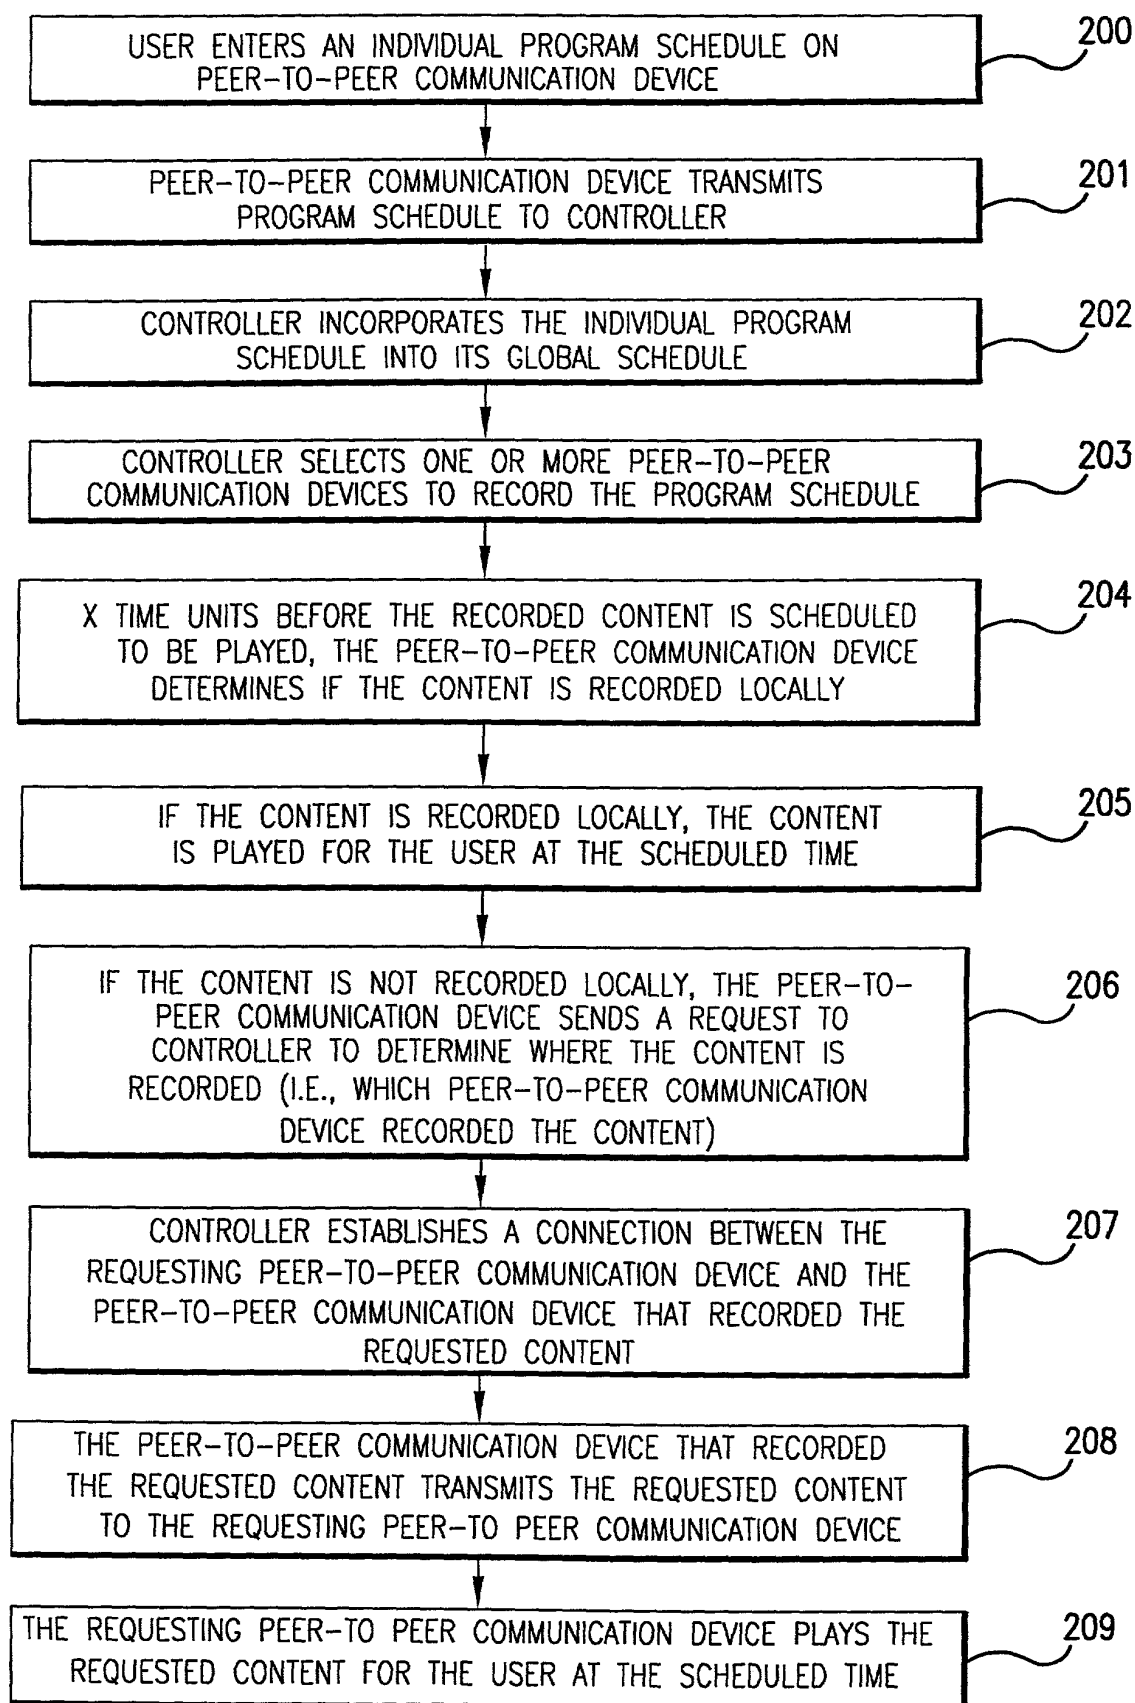 USER ENTERS AN INDIVIDUAL PROGRAM SCHEDULE ON
PEER-TO-PEER COMMUNICATION DEVICE
200
PEER-TO-PEER COMMUNICATION DEVICE TRANSMITS
PROGRAM SCHEDULE TO CONTROLLER
201
CONTROLLER INCORPORATES THE INDIVIDUAL PROGRAM
SCHEDULE INTO ITS GLOBAL SCHEDULE
202
CONTROLLER SELECTS ONE OR MORE PEER-TO-PEER
COMMUNICATION DEVICES TO RECORD THE PROGRAM SCHEDULE
203
X TIME UNITS BEFORE THE RECORDED CONTENT IS SCHEDULED
TO BE PLAYED, THE PEER-TO-PEER COMMUNICATION DEVICE
DETERMINES IF THE CONTENT IS RECORDED LOCALLY
204
IF THE CONTENT IS RECORDED LOCALLY, THE CONTENT
IS PLAYED FOR THE USER AT THE SCHEDULED TIME
205
IF THE CONTENT IS NOT RECORDED LOCALLY, THE PEER-TO-
PEER COMMUNICATION DEVICE SENDS A REQUEST TO
CONTROLLER TO DETERMINE WHERE THE CONTENT IS
RECORDED (I.E., WHICH PEER-TO-PEER COMMUNICATION
DEVICE RECORDED THE CONTENT)
206
CONTROLLER ESTABLISHES A CONNECTION BETWEEN THE
REQUESTING PEER-TO-PEER COMMUNICATION DEVICE AND THE
PEER-TO-PEER COMMUNICATION DEVICE THAT RECORDED THE
REQUESTED CONTENT
207
THE PEER-TO-PEER COMMUNICATION DEVICE THAT RECORDED
THE REQUESTED CONTENT TRANSMITS THE REQUESTED CONTENT
TO THE REQUESTING PEER-TO PEER COMMUNICATION DEVICE
208
THE REQUESTING PEER-TO PEER COMMUNICATION DEVICE PLAYS THE
REQUESTED CONTENT FOR THE USER AT THE SCHEDULED TIME
209